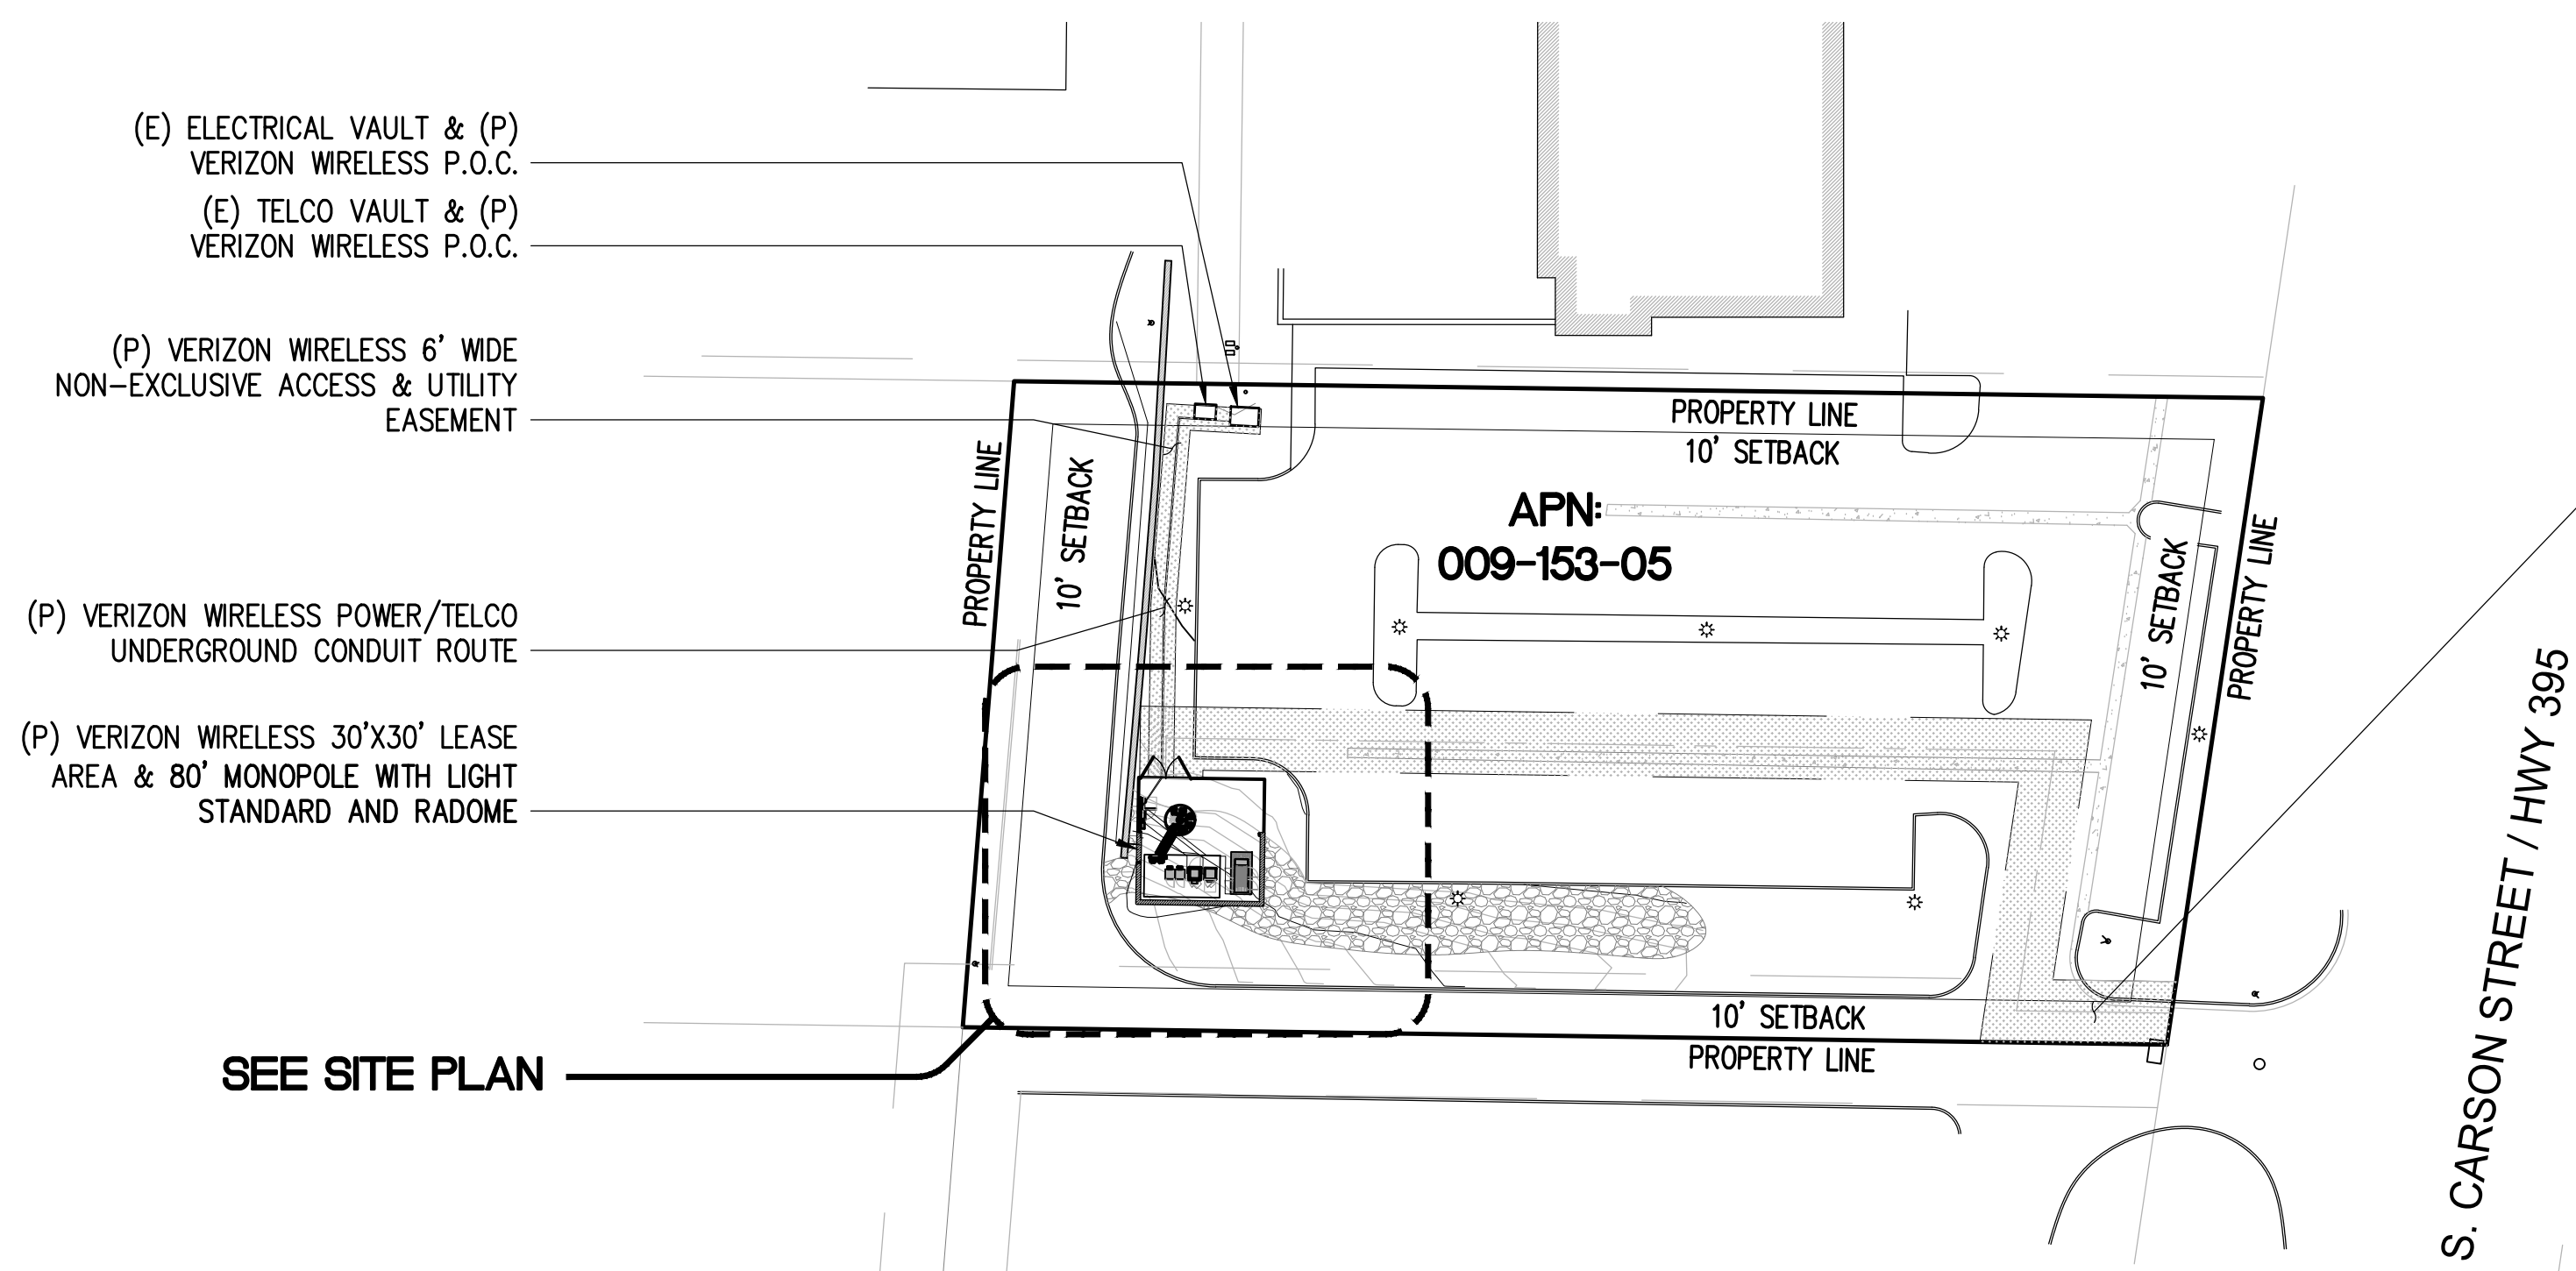 (E) ELECTRICAL VAULT & (P)
VERIZON WIRELESS P.O.C.
(E) TELCO VAULT & (P)
VERIZON WIRELESS P.O.C.
(P) VERIZON WIRELESS 6' WIDE
NON-EXCLUSIVE ACCESS & UTILITY
EASEMENT
(P) VERIZON WIRELESS POWER/TELCO
UNDERGROUND CONDUIT ROUTE
(P) VERIZON WIRELESS 30'X30' LEASE
AREA & 80' MONOPOLE WITH LIGHT
STANDARD AND RADOME
SEE SITE PLAN
PROPERTY LINE
10' SETBACK
PROPERTY LINE
10' SETBACK
APN:
009-153-05
10' SETBACK
PROPERTY LINE
10' SETBACK
PROPERTY LINE
S. CARSON STREET / HWY 395